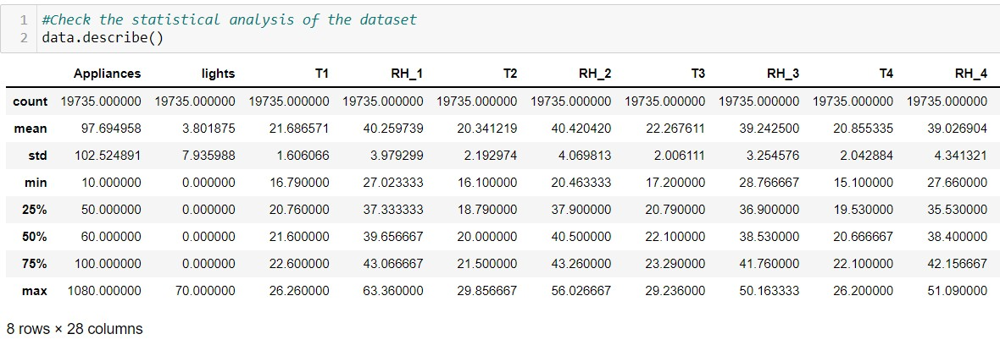 1 #Check the statistical analysis of the dataset
2 data.describe()
Appliances lights T1 RH_1 T2 RH_2 T3 RH_3 T4 RH_4
count 19735.000000 19735.000000 19735.000000 19735.000000 19735.000000 19735.000000 19735.000000 19735.000000 19735.000000 19735.000000
mean 97.694958 3.801875 21.686571 40.259739 20.341219 40.420420 22.267611 39.242500 20.855335 39.026904
std 102.524891 7.935988 1.606066 3.979299 2.192974 4.069813 2.006111 3.254576 2.042884 4.341321
min 10.000000 0.000000 16.790000 27.023333 16.100000 20.463333 17.200000 28.766667 15.100000 27.660000
25% 50.000000 0.000000 20.760000 37.333333 18.790000 37.900000 20.790000 36.900000 19.530000 35.530000
50% 60.000000 0.000000 21.600000 39.656667 20.000000 40.500000 22.100000 38.530000 20.666667 38.400000
75% 100.000000 0.000000 22.600000 43.066667 21.500000 43.260000 23.290000 41.760000 22.100000 42.156667
max 1080.000000 70.000000 26.260000 63.360000 29.856667 56.026667 29.236000 50.163333 26.200000 51.090000
8 rows × 28 columns